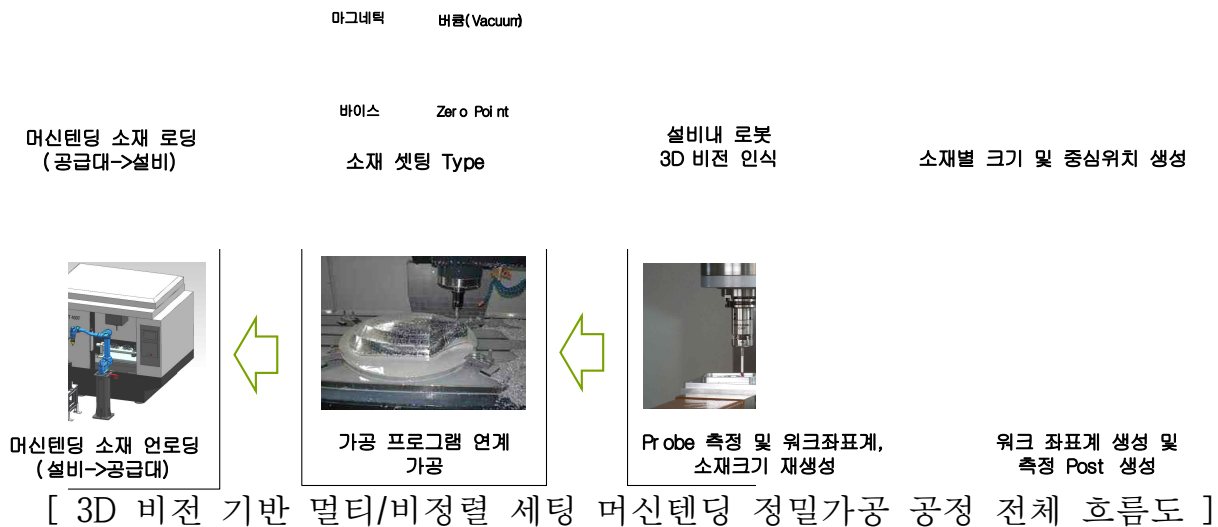 마그네틱 버큠(Vacuum)
바이스 Zero Point
머신텐딩 소재 로딩
(공급대->설비)
소재 셋팅 Type
설비내 로봇
3D 비전 인식
소재별 크기 및 중심위치 생성
머신텐딩 소재 언로딩
(설비->공급대)
가공 프로그램 연계
가공
Probe 측정 및 워크좌표계,
소재크기 재생성
워크 좌표계 생성 및
측정 Post 생성
[ 3D 비전 기반 멀티/비정렬 세팅 머신텐딩 정밀가공 공정 전체 흐름도 ]